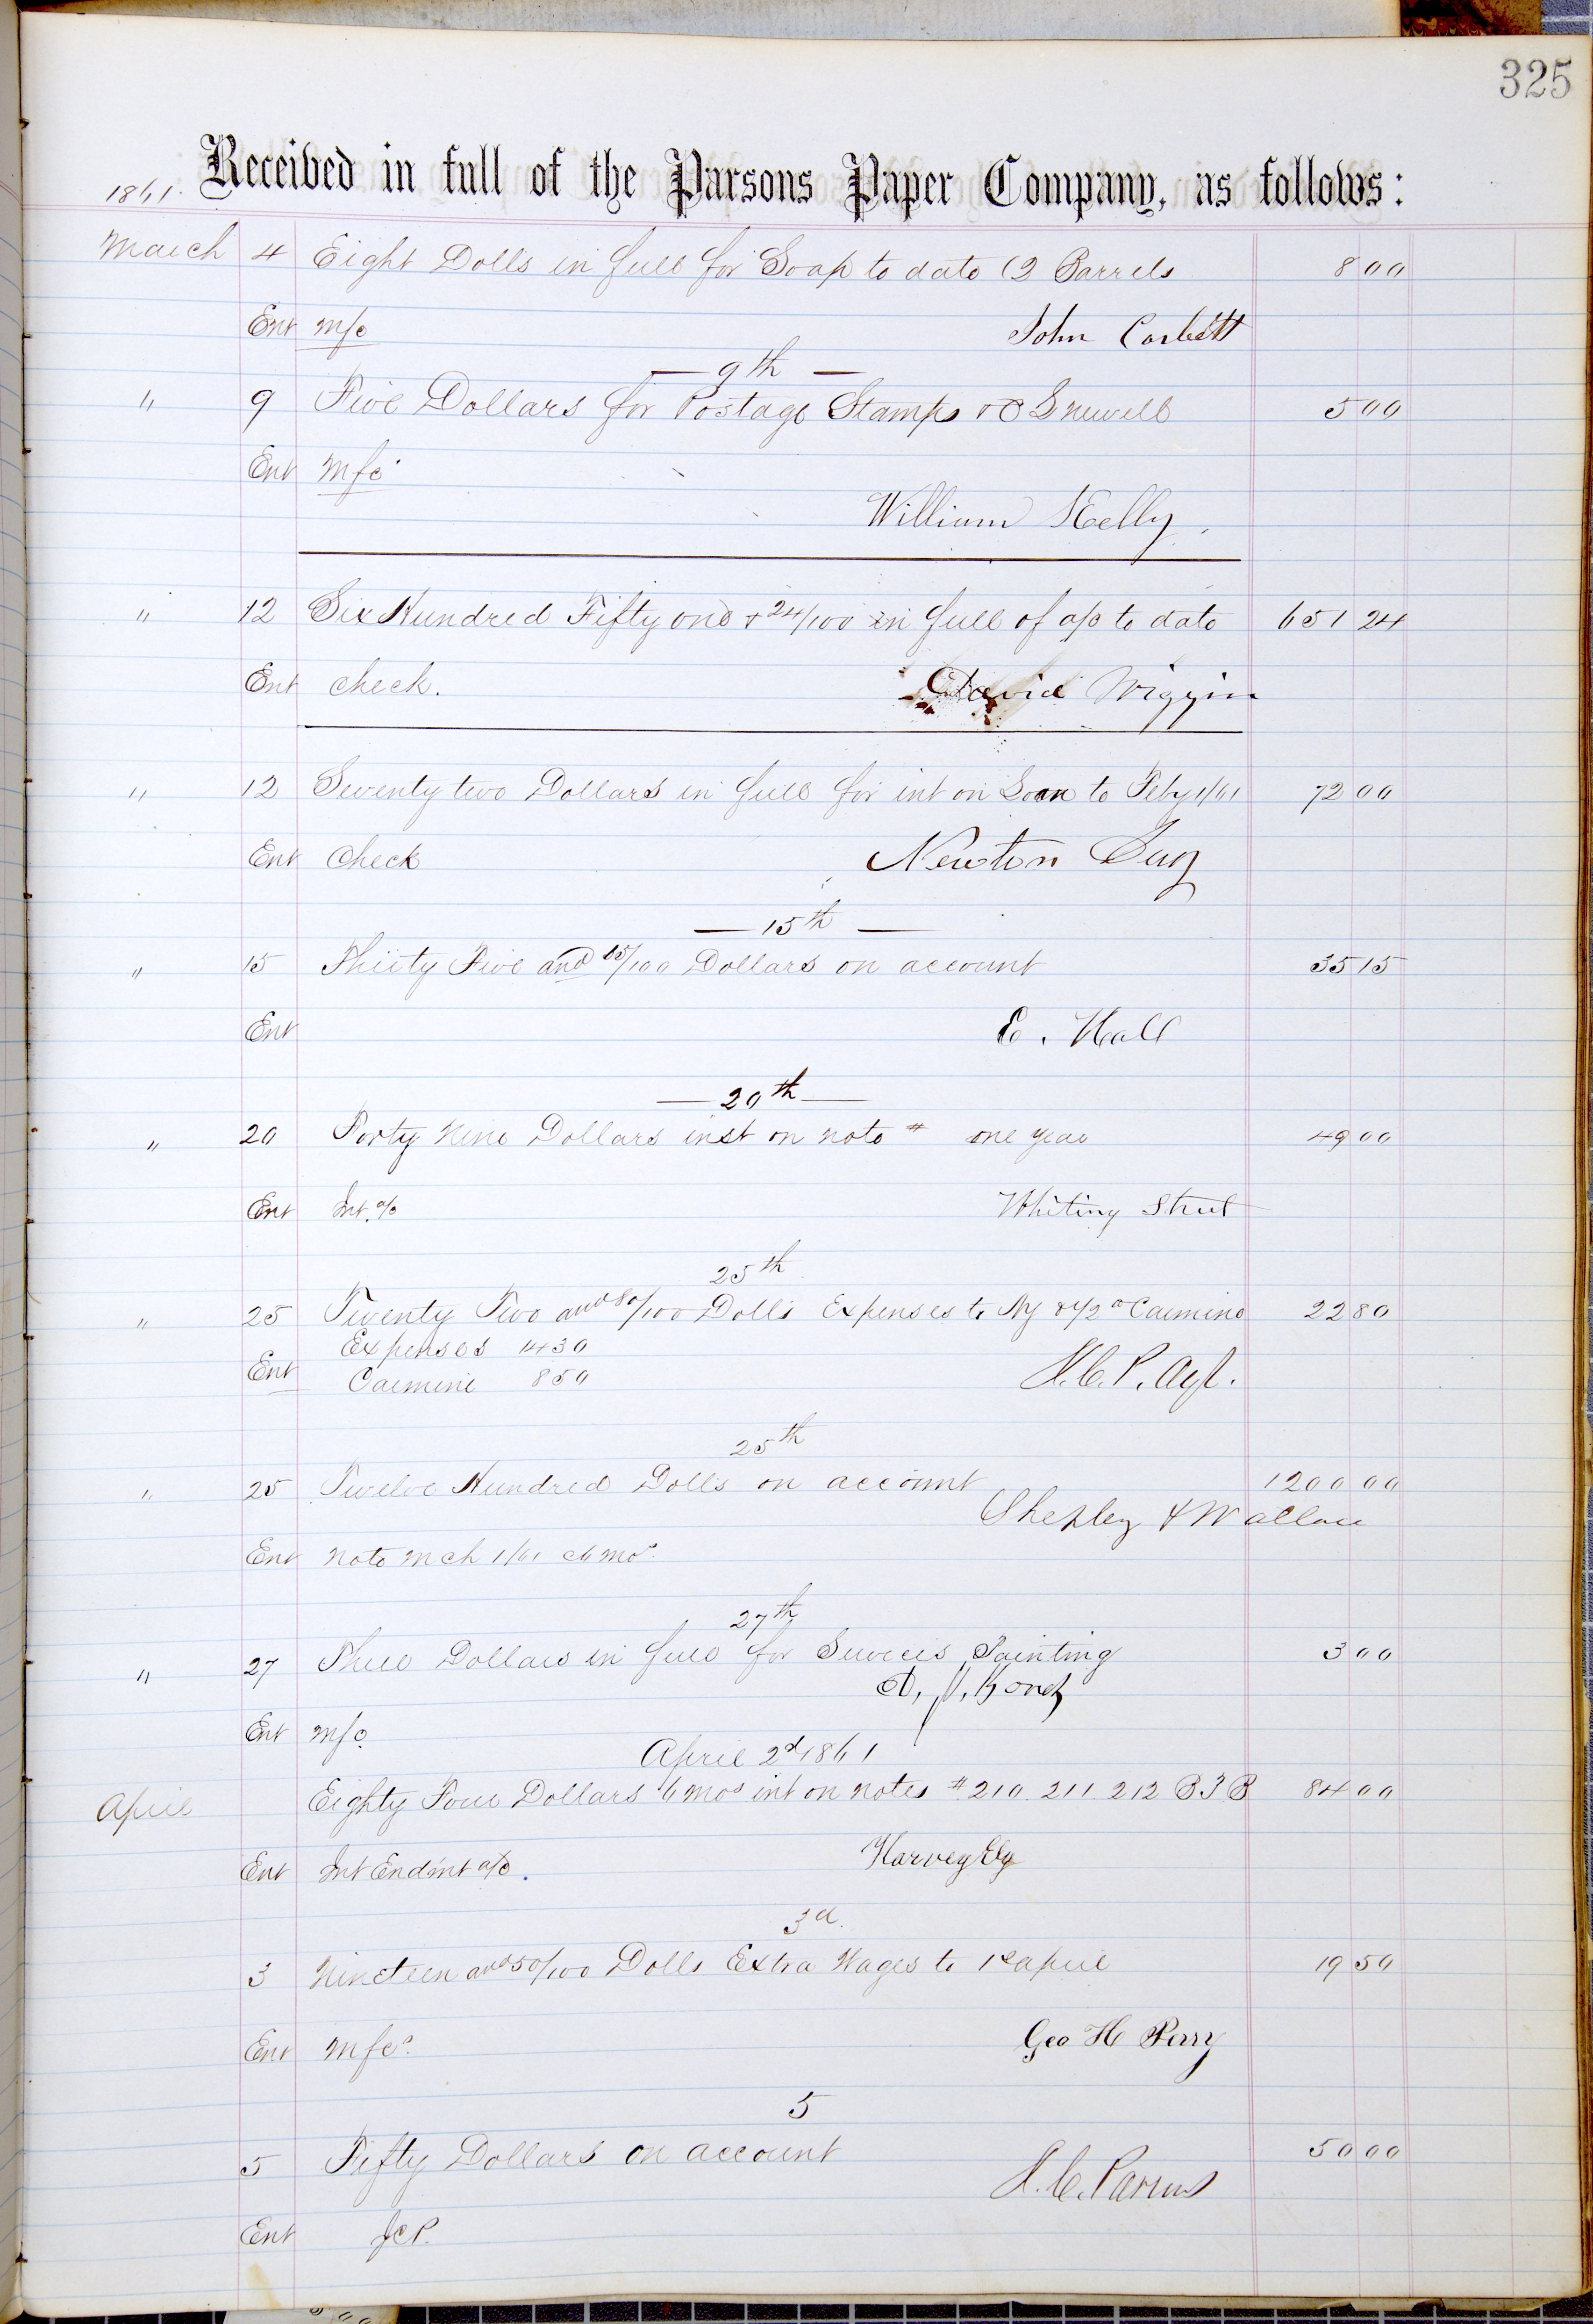 325
Received in full of the Parsons Paper Company, as follows:
1861
March 4 Eight Dolls in full for Soap to date (2 Barrels 8 00
Ent Mfc John Corbett
— 9th —
" 9 Five Dollars for Postage Stamps 5 00
Ent Mfc
William Kelly
" 12 Six Hundred Fifty one & 24/100 in full of a/c to date 651 24
Ent check. David Wiggin
" 12 Seventy two Dollars in full for int on Loan to Feby 1/61 72 00
Ent Check Newton
— 15th —
" 15 Thirty Five and 15/100 Dollars on account 35 15
Ent E. Hall
— 20th —
" 20 Forty Nine Dollars inst on note # one year 49 00
Ent Int. a/c Whiting Street
25th
" 25 Twenty Two and 80/100 Dolls Expenses to NY & 1/2 Carmine 22 80
Expenses 14 30
Ent Carmine 8 50 J.C.P. Agt.
25th
" 25 Twelve Hundred Dolls on account 1200 00
Shepley & Wallace
Ent note Mch 1/61 6 mos
27th
" 27 Three Dollars in full for Services Painting 3 00
Ent Mfc
April 2d 1861
April Eighty Four Dollars 6 mos int on notes # 210 211 212 B I B 84 00
Ent Int Endmt a/c. Harvey Ely
3d
3 Nineteen and 50/100 Dolls Extra Wages to 1st April 19 50
Ent Mfc Geo H Perry
5
5 Fifty Dollars on account 50 00
J.C. Parsons
Ent JCP.